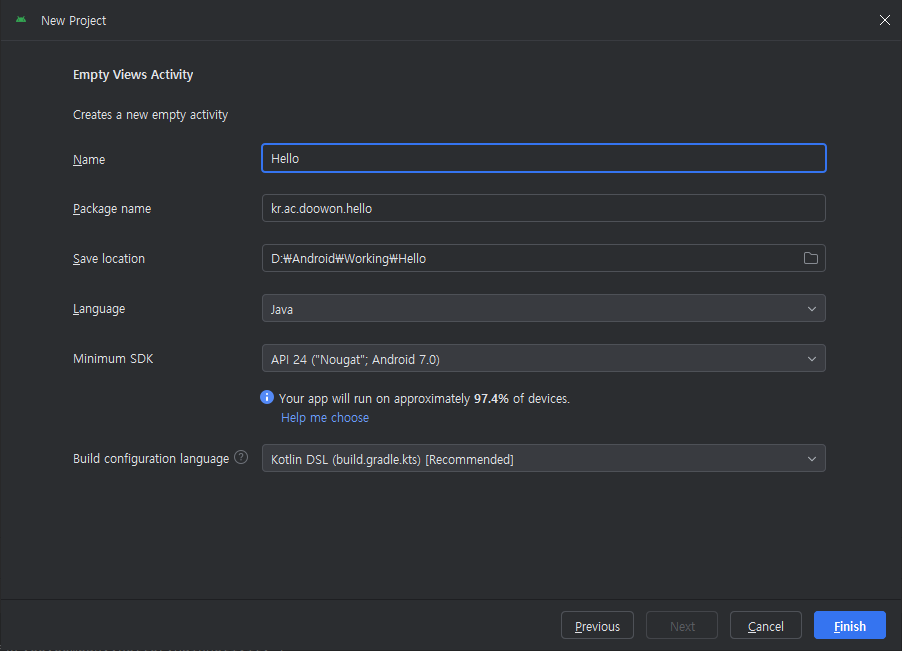 New Project
Empty Views Activity
Creates a new empty activity
Name
Hello
Package name
kr.ac.doowon.hello
Save location
D:₩Android₩Working₩Hello
Language
Java
Minimum SDK
API 24 ("Nougat"; Android 7.0)
Your app will run on approximately 97.4% of devices.
Help me choose
Build configuration language
Kotlin DSL (build.gradle.kts) [Recommended]
Previous
Next
Cancel
Finish